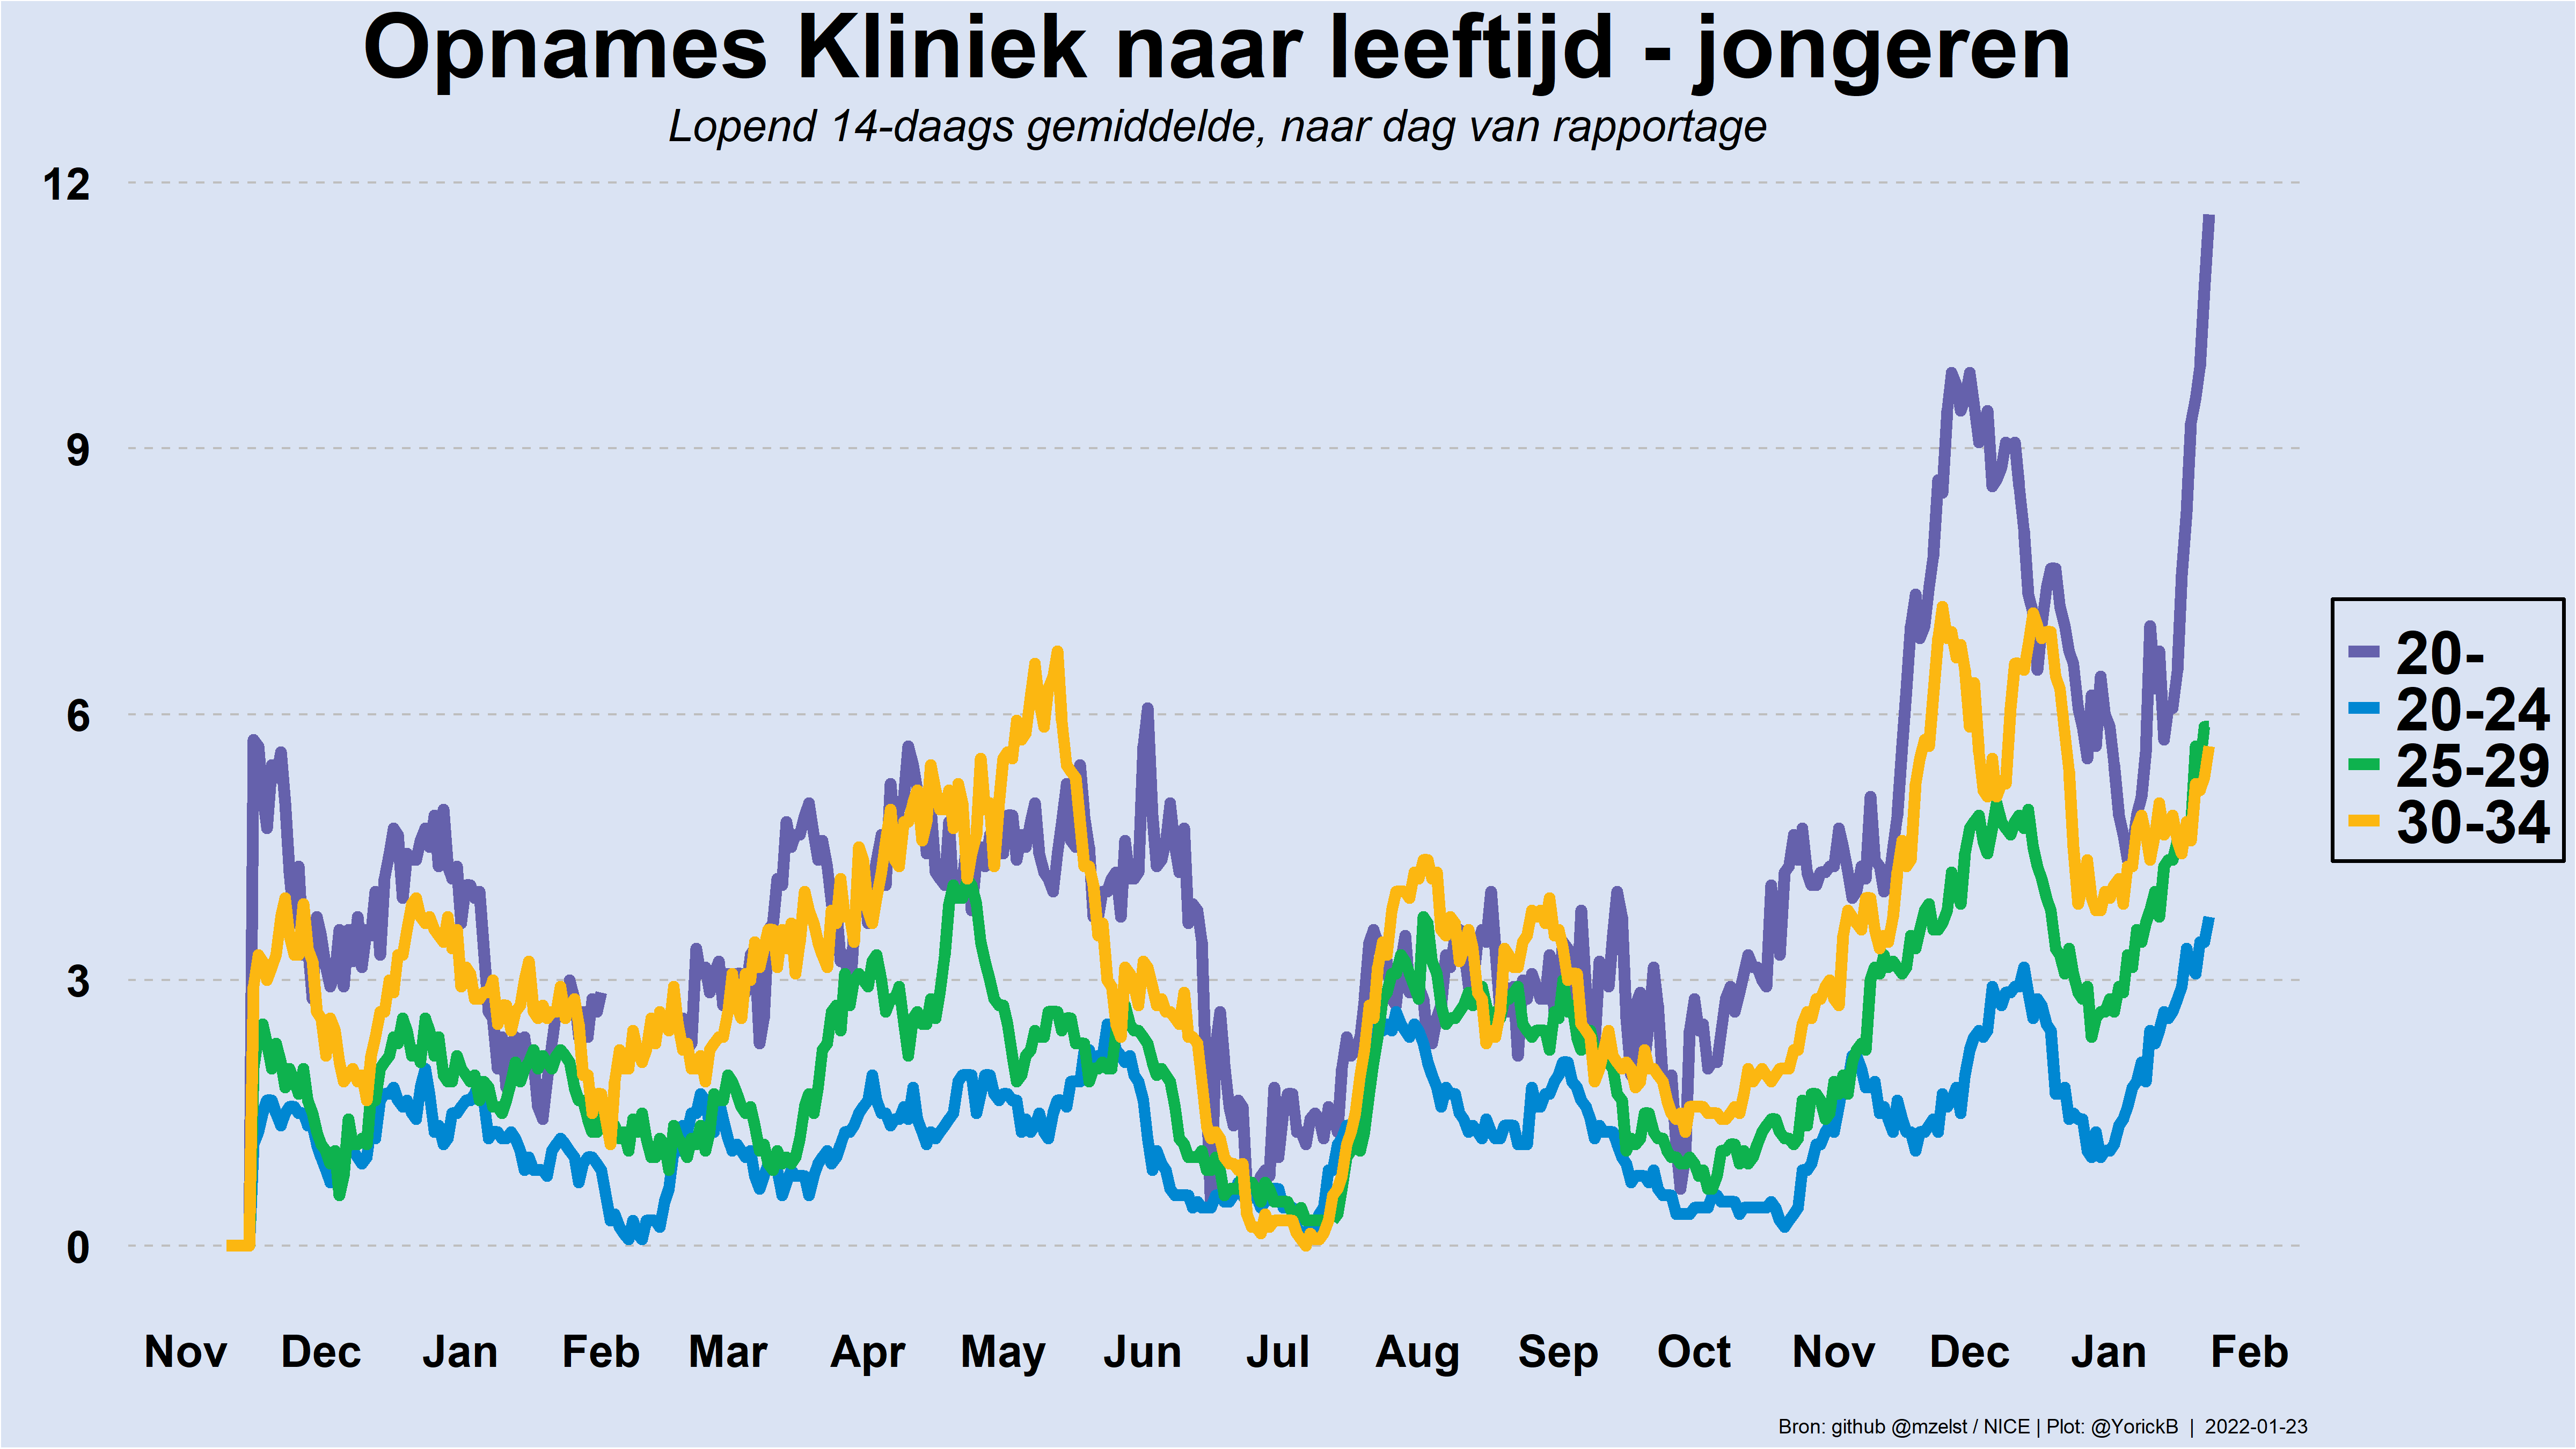 Opnames Kliniek naar leeftijd - jongeren
Lopend 14-daags gemiddelde, naar dag van rapportage
12
9
6
3
0
20-
20-24
25-29
30-34
Nov Dec Jan Feb Mar Apr May Jun Jul Aug Sep Oct Nov Dec Jan Feb
Bron: github @mzelst / NICE | Plot: @YorickB | 2022-01-23